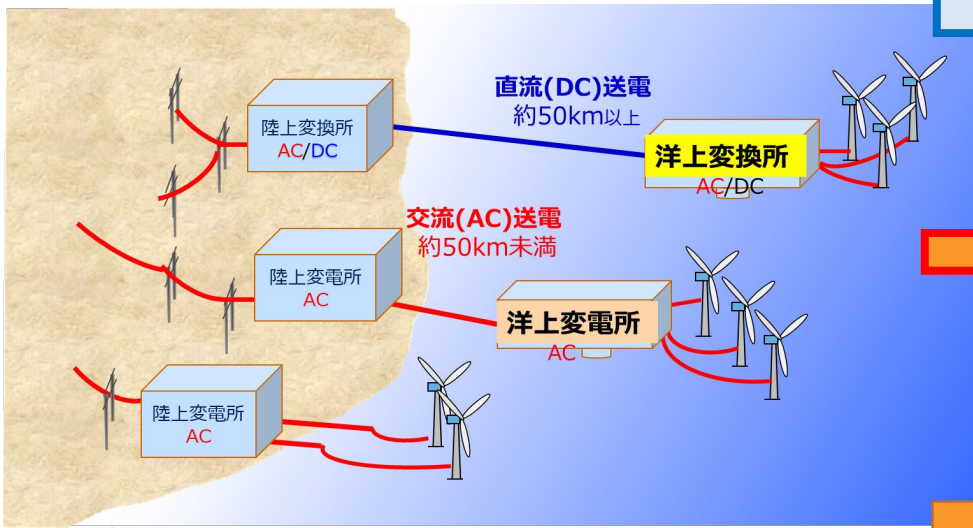 直流(DC)送電
約50km以上
陸上変換所
AC/DC
洋上変換所
AC/DC
交流(AC)送電
約50km未満
陸上変電所
AC
洋上変電所
AC
陸上変電所
AC